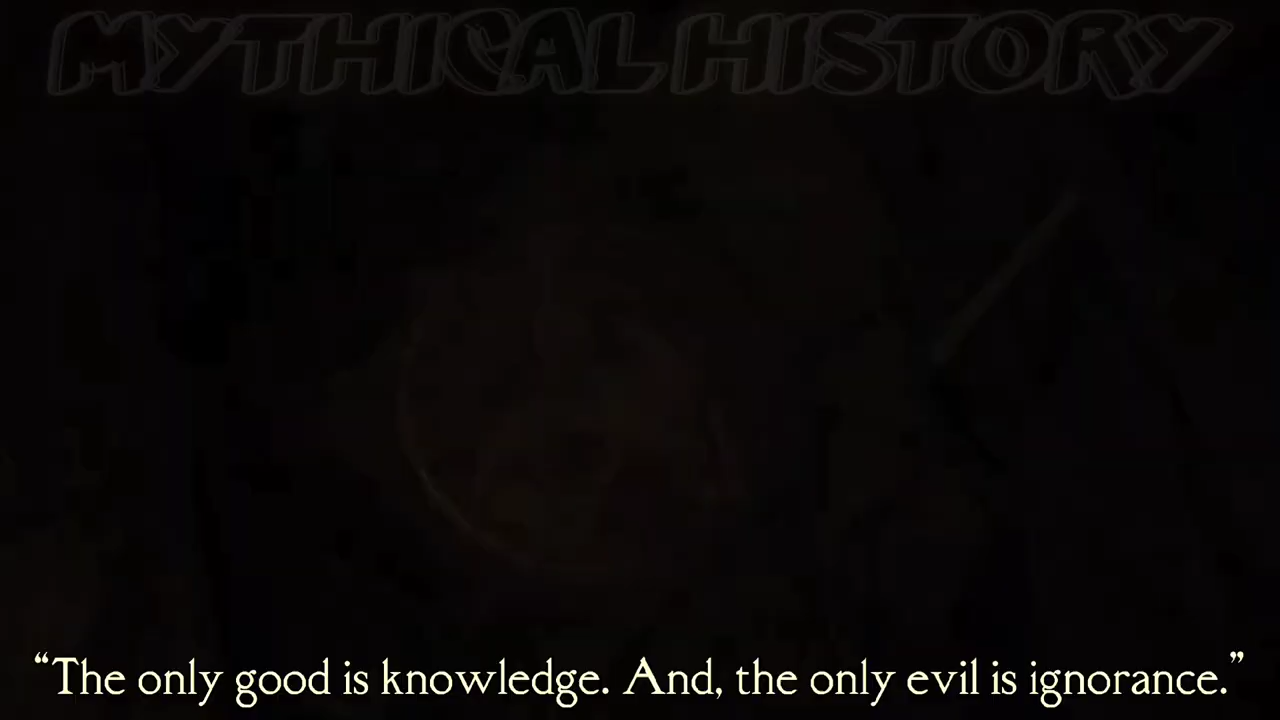 MYTHICAL HISTORY
“The only good is knowledge. And, the only evil is ignorance.”